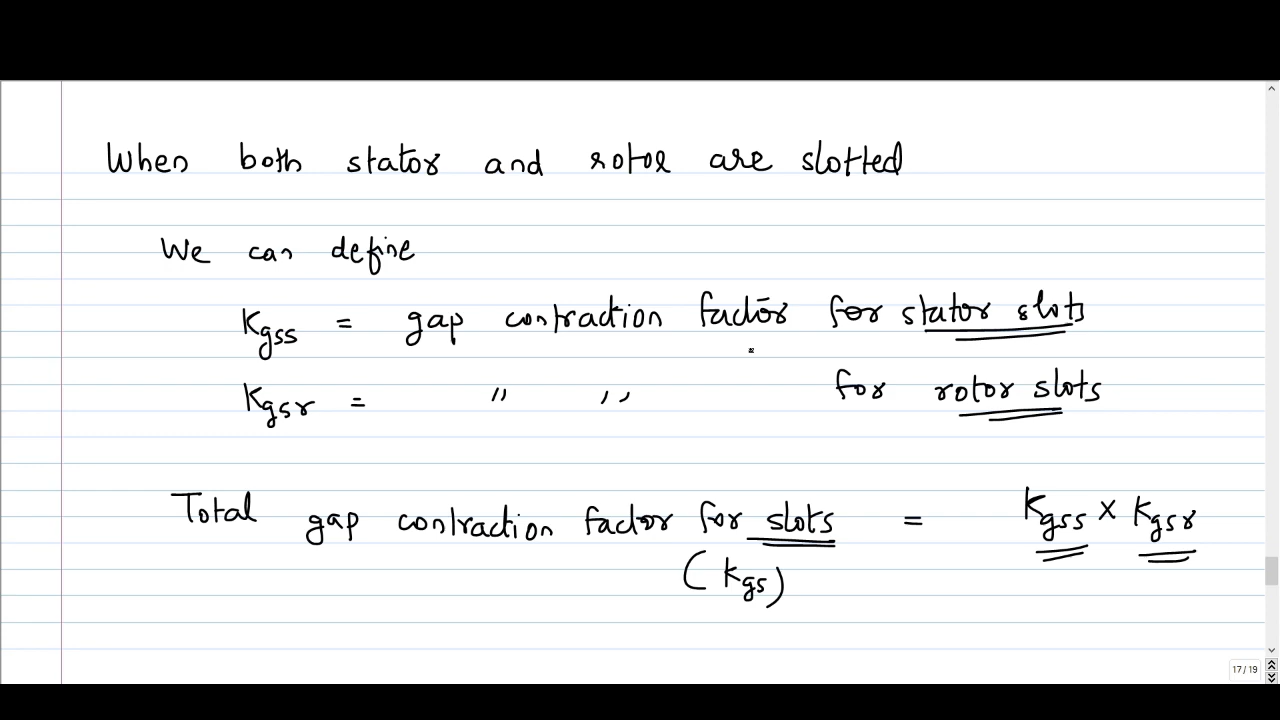 When both stator and rotor are slotted
We can define
Kgss = gap contraction factor for stator slots
Kgsr = " " for rotor slots
Total gap contraction factor for slots = Kgss x Kgsr
(Kgs)
17 / 19